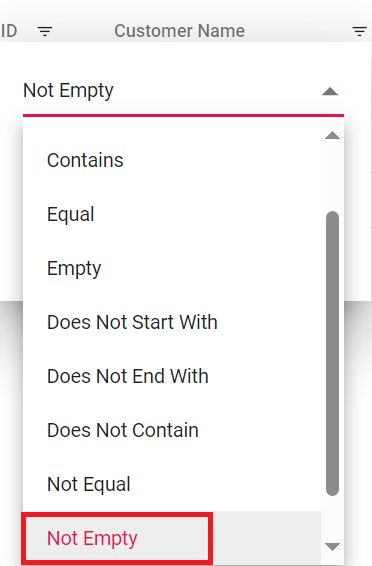 ID Customer Name
Not Empty
Contains
Equal
Empty
Does Not Start With
Does Not End With
Does Not Contain
Not Equal
Not Empty